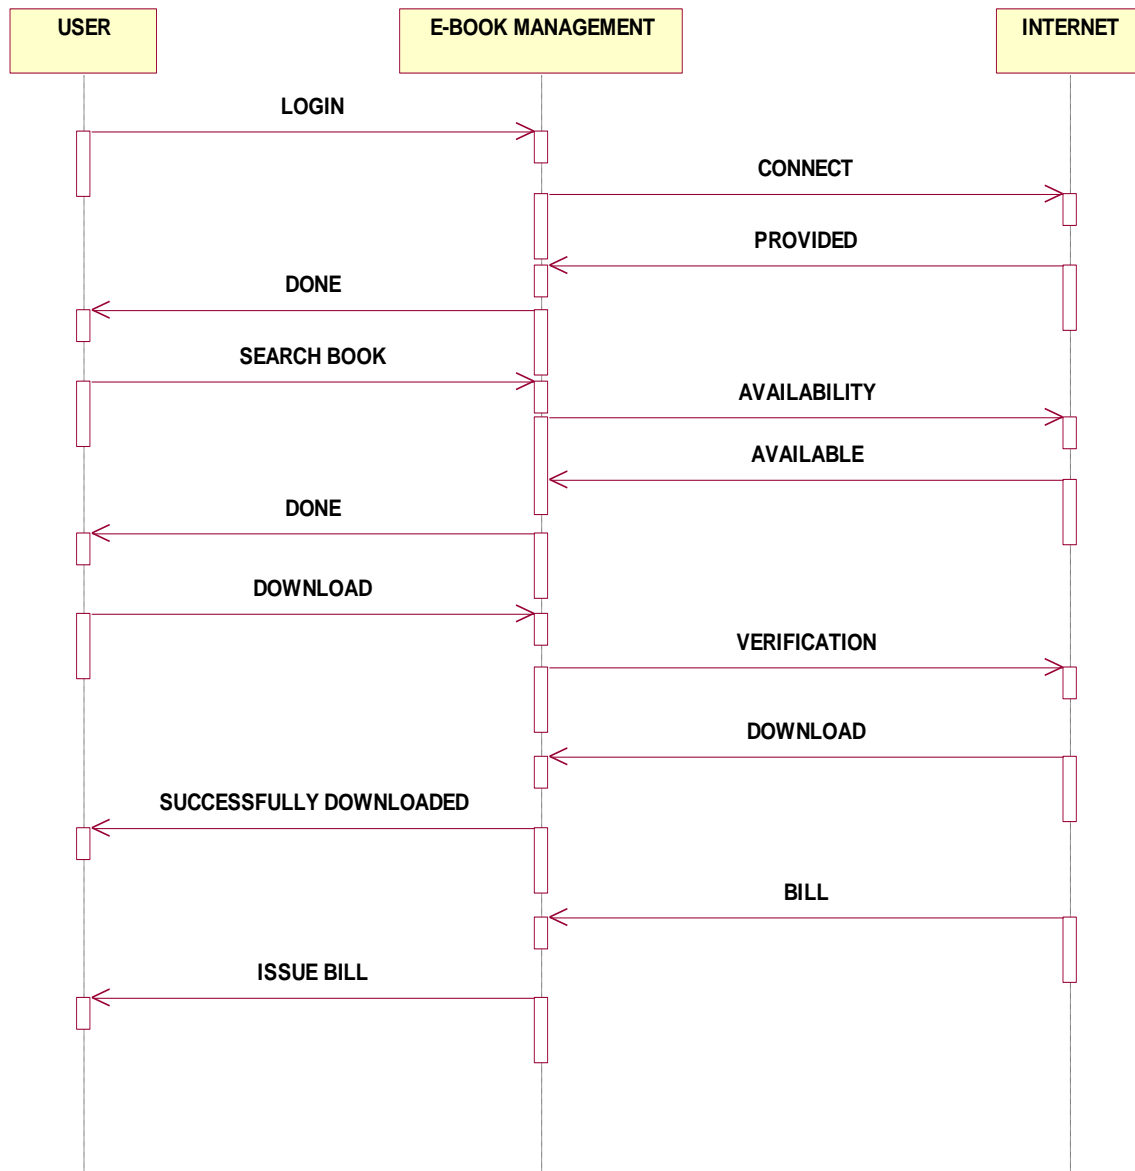 USER
E-BOOK MANAGEMENT
INTERNET
LOGIN
CONNECT
PROVIDED
DONE
SEARCH BOOK
AVAILABILITY
AVAILABLE
DONE
DOWNLOAD
VERIFICATION
DOWNLOAD
SUCCESSFULLY DOWNLOADED
BILL
ISSUE BILL